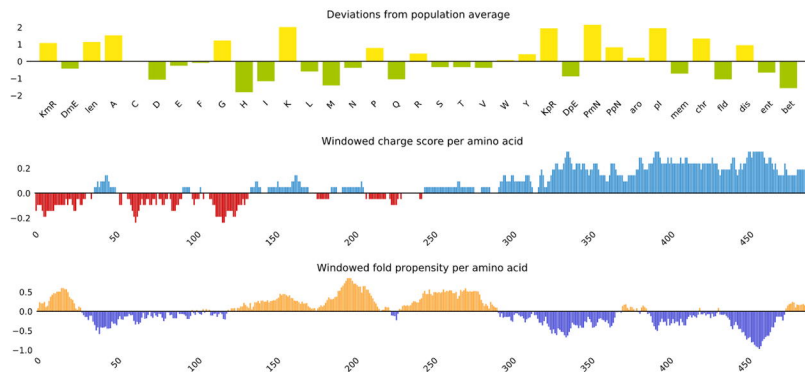 Deviations from population average
2
1
0
−1
−2
KmR DmE len A C D E F G H I K L M N P Q R S T V W Y KpR DpE PmN PpN aro pI mem chr fld dis ent bet
Windowed charge score per amino acid
0.2
0.0
−0.2
0 50 100 150 200 250 300 350 400 450
Windowed fold propensity per amino acid
0.5
0.0
−0.5
−1.0
0 50 100 150 200 250 300 350 400 450